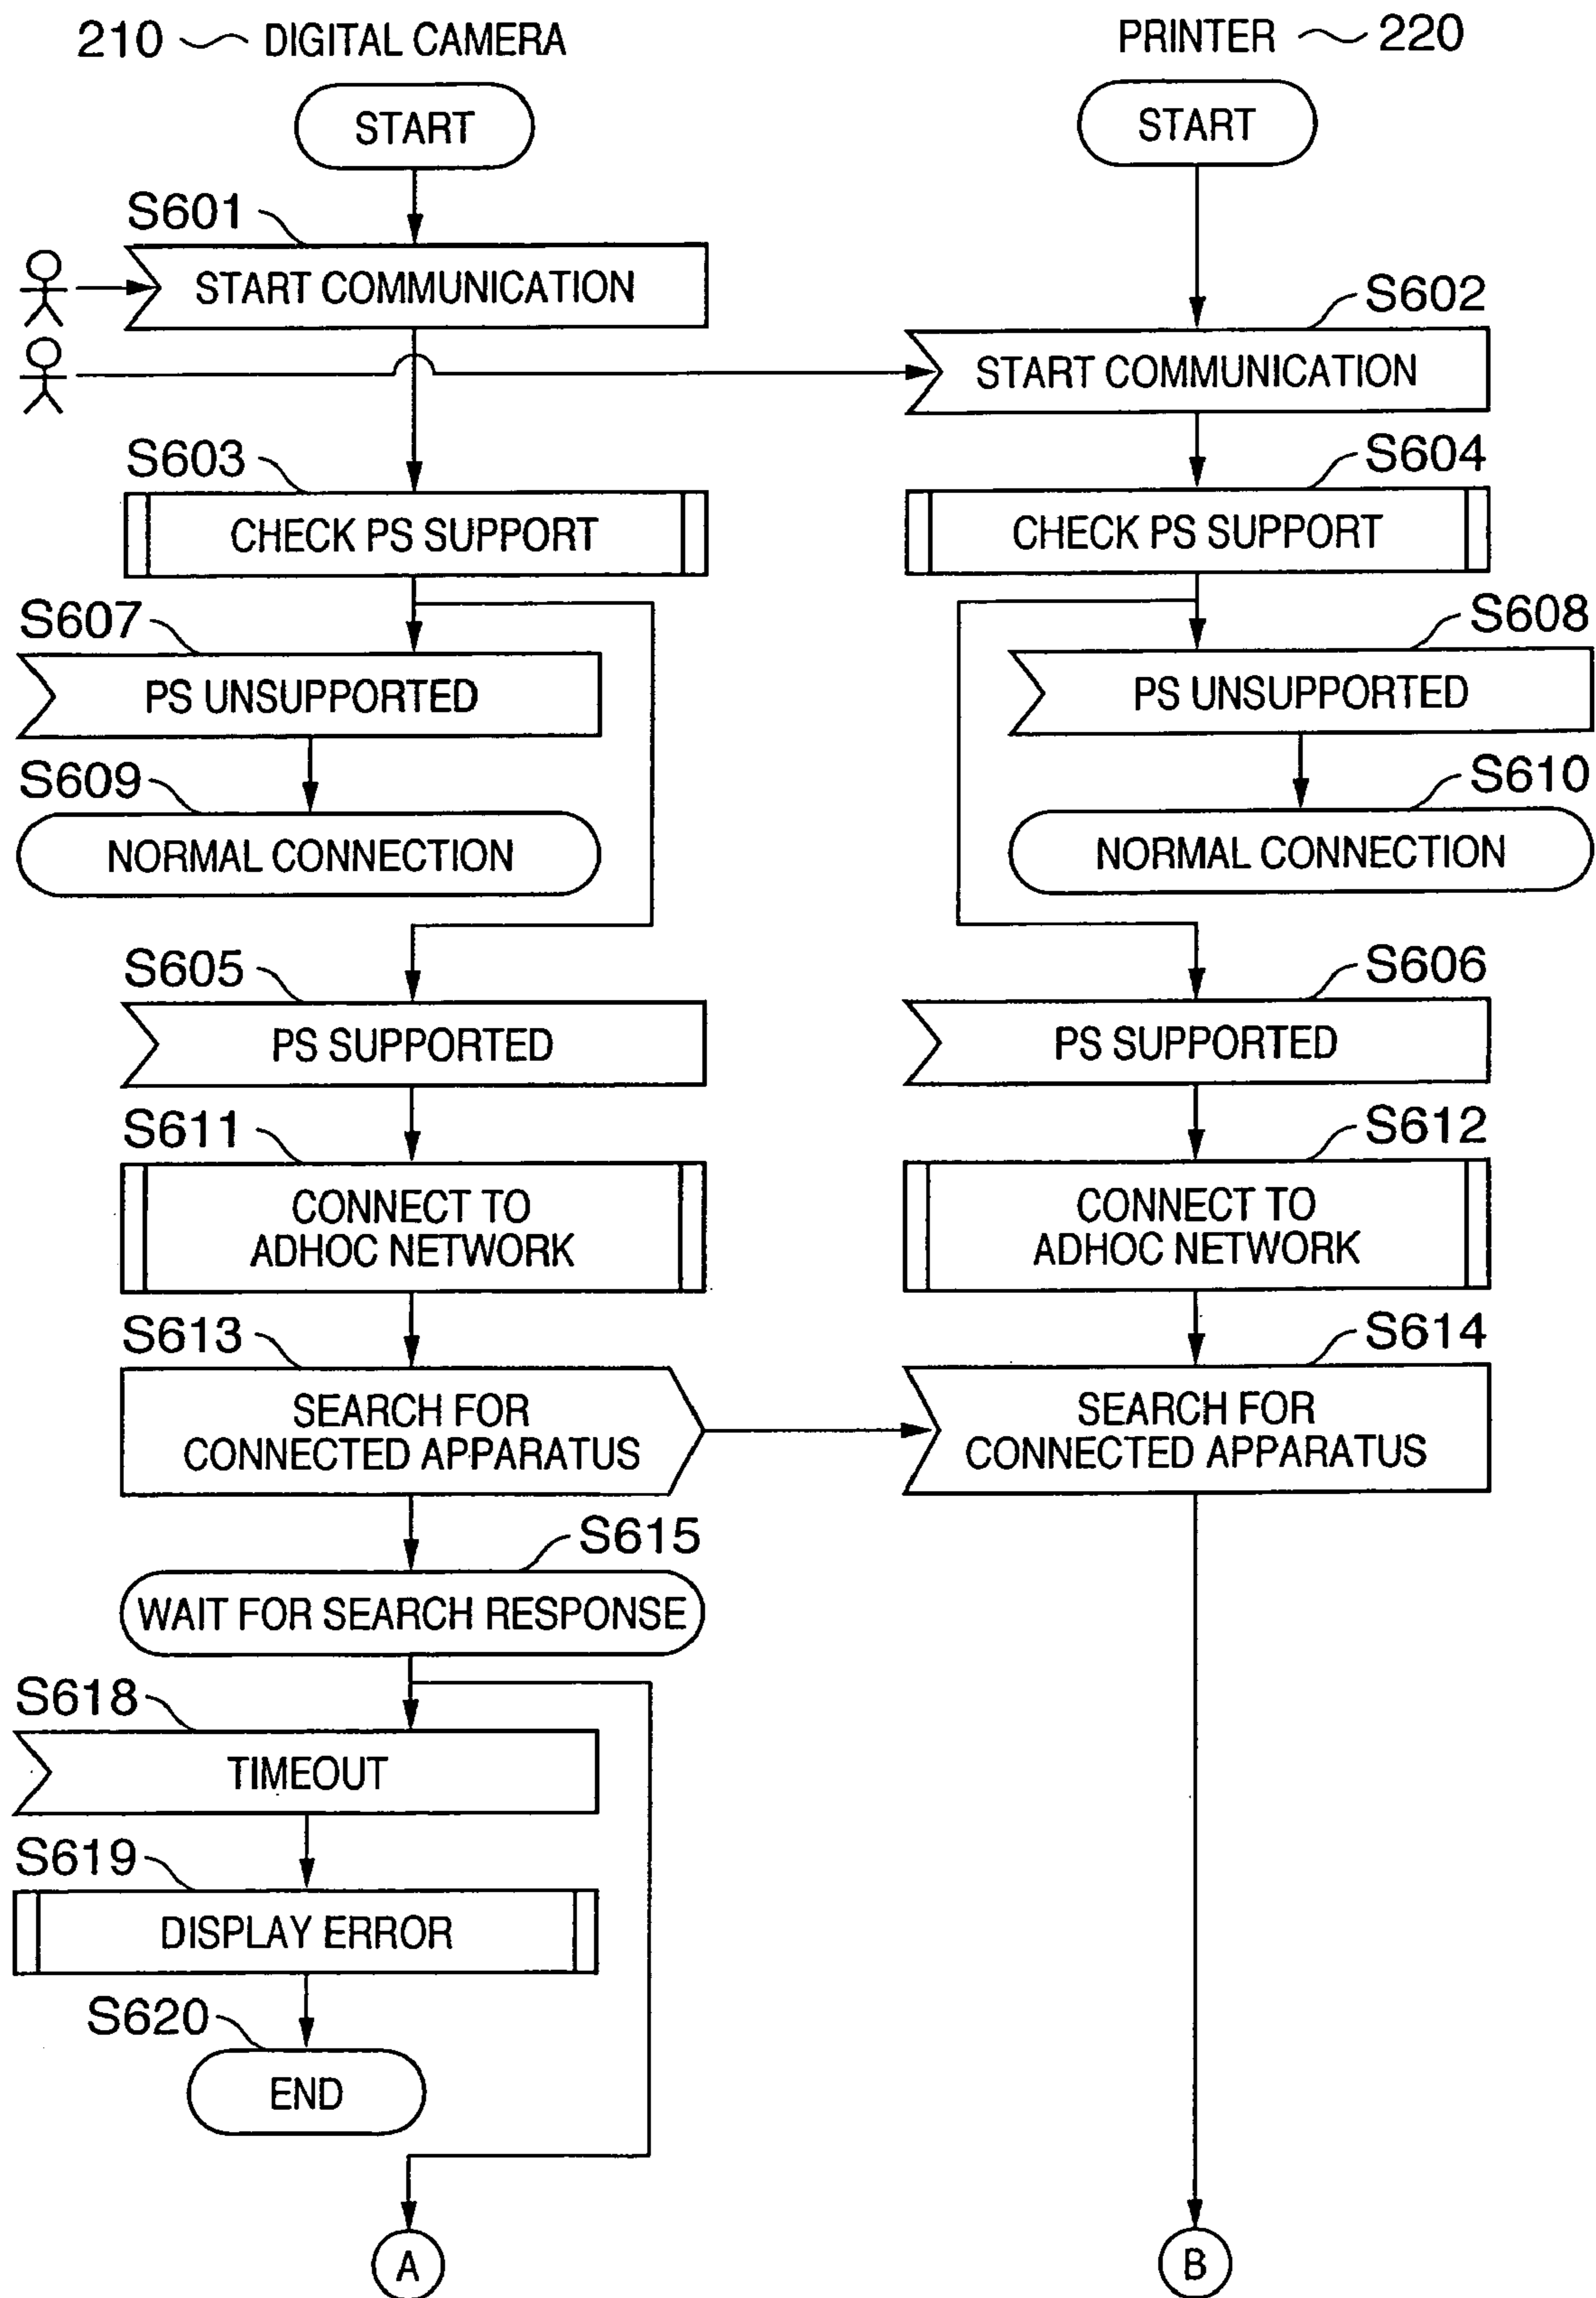 210 DIGITAL CAMERA
PRINTER 220
START
START
S601
START COMMUNICATION
S602
START COMMUNICATION
S603
CHECK PS SUPPORT
S604
CHECK PS SUPPORT
S607
PS UNSUPPORTED
S608
PS UNSUPPORTED
S609
NORMAL CONNECTION
S610
NORMAL CONNECTION
S605
PS SUPPORTED
S606
PS SUPPORTED
S611
CONNECT TO
ADHOC NETWORK
S612
CONNECT TO
ADHOC NETWORK
S613
SEARCH FOR
CONNECTED APPARATUS
S614
SEARCH FOR
CONNECTED APPARATUS
S615
WAIT FOR SEARCH RESPONSE
S618
TIMEOUT
S619
DISPLAY ERROR
S620
END
A
B